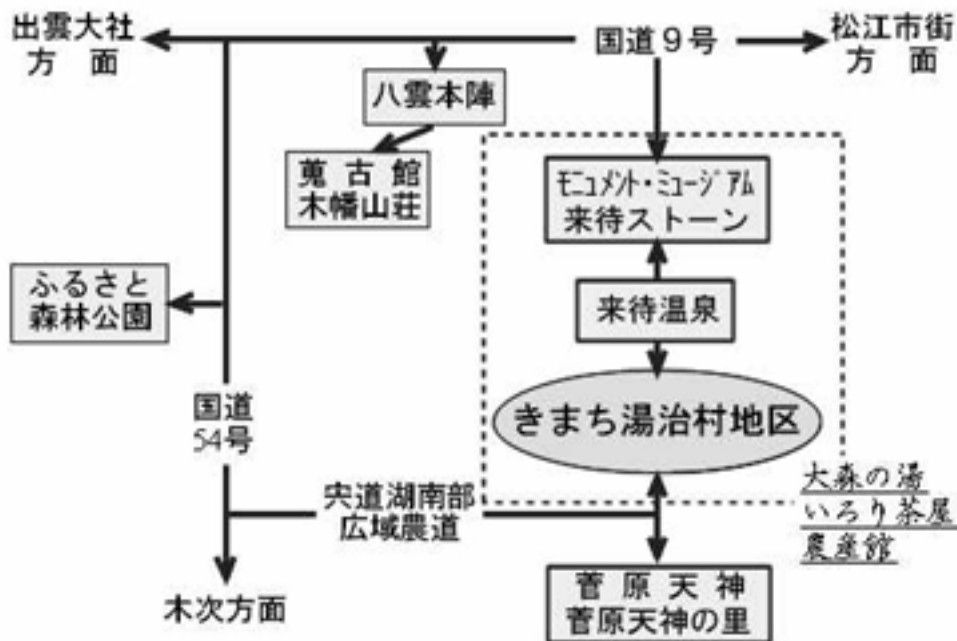 出雲大社
方 面
国道９号
松江市街
方 面
八雲本陣
蒐 古 館
木幡山荘
モニュメント・ミュージアム
来待ストーン
ふるさと
森林公園
来待温泉
きまち湯治村地区
国道
54号
大森の湯
いろり茶屋
農産館
宍道湖南部
広域農道
木次方面
菅 原 天 神
菅原天神の里